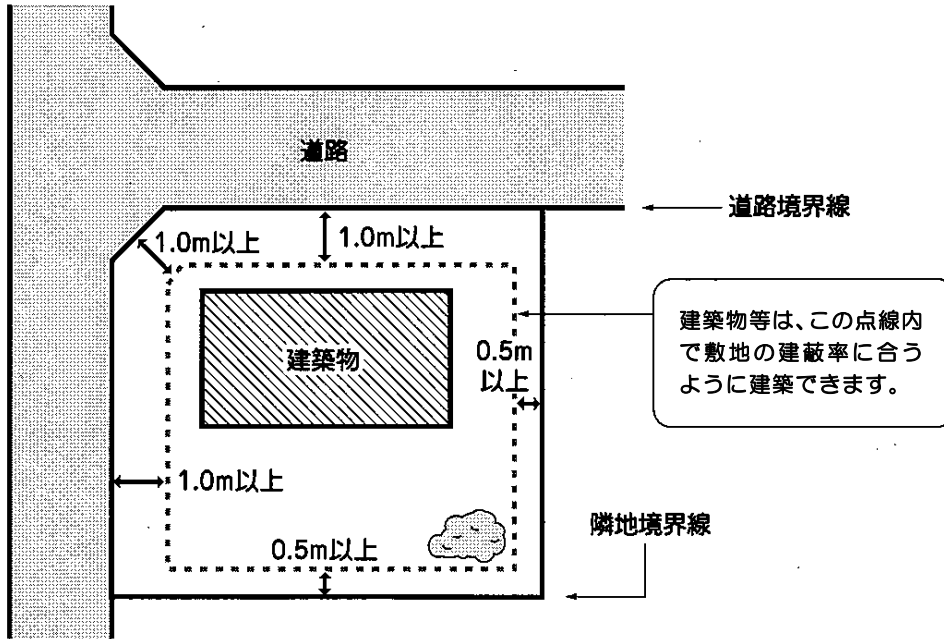 道路
道路境界線
1.0m以上
1.0m以上
建築物等は、この点線内
で敷地の建蔽率に合う
ように建築できます。
建築物
0.5m
以上
1.0m以上
隣地境界線
0.5m以上